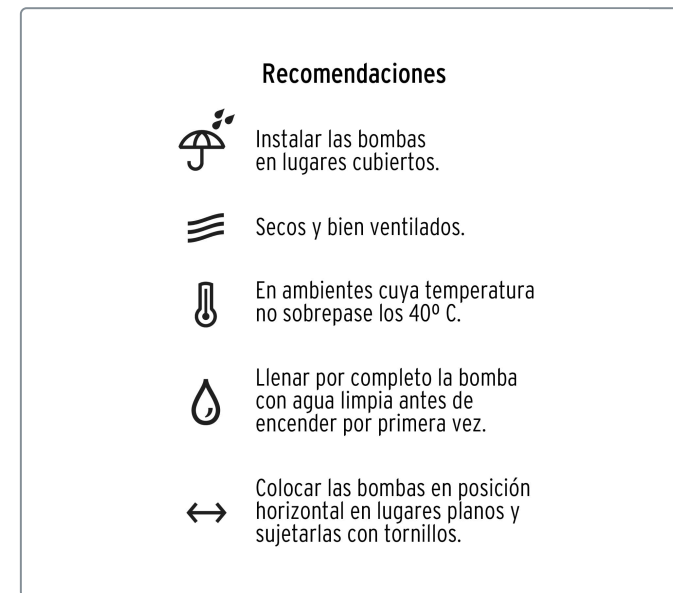 Recomendaciones
Instalar las bombas
en lugares cubiertos.
Secos y bien ventilados.
En ambientes cuya temperatura
no sobrepase los 40º C.
Llenar por completo la bomba
con agua limpia antes de
encender por primera vez.
Colocar las bombas en posición
horizontal en lugares planos y
sujetarlas con tornillos.